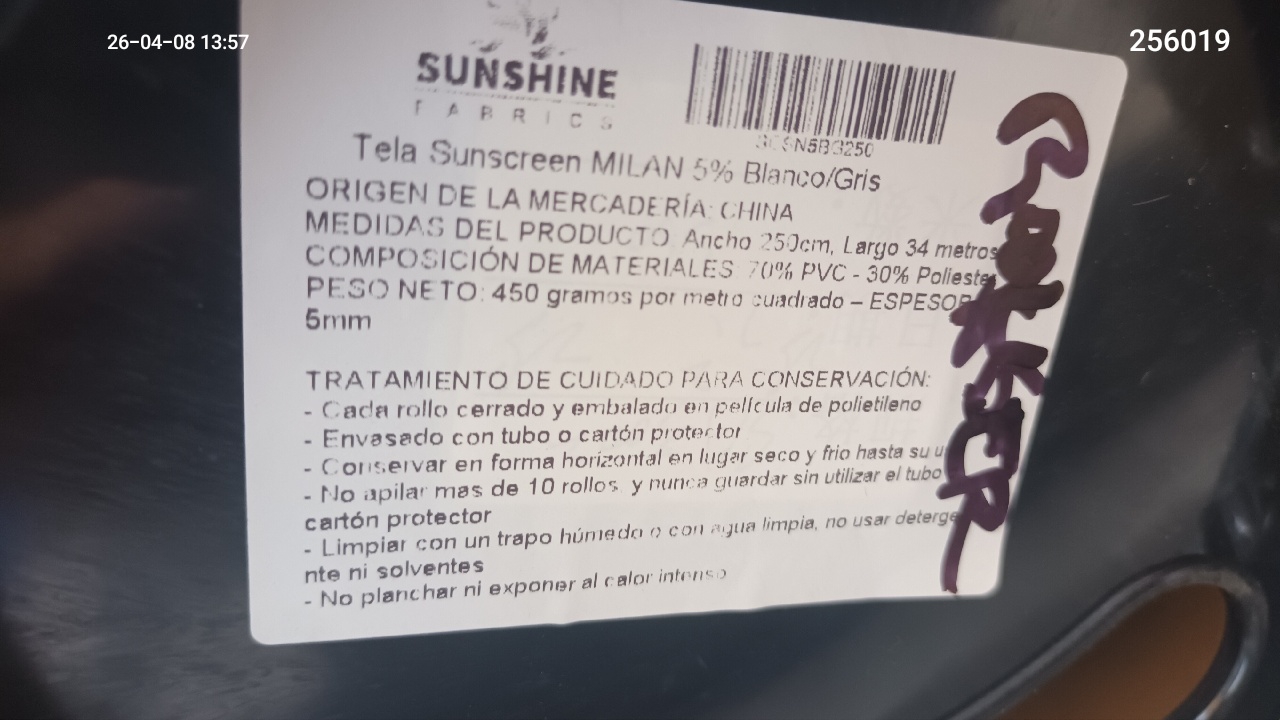 26-04-08 13:57
256019
SUNSHINE
FABRICS
Tela Sunscreen MILAN 5% Blanco/Gris
ORIGEN DE LA MERCADERÍA: CHINA
MEDIDAS DEL PRODUCTO: Ancho 250cm, Largo 34 metros
COMPOSICIÓN DE MATERIALES: 70% PVC - 30% Polieste
PESO NETO: 450 gramos por metro cuadrado – ESPESOR
5mm
TRATAMIENTO DE CUIDADO PARA CONSERVACIÓN:
- Cada rollo cerrado y embalado en película de polietileno
- Envasado con tubo o cartón protector
- Conservar en forma horizontal en lugar seco y frio hasta su u
- No apilar mas de 10 rollos y nunca guardar sin utilizar el tubo
cartón protector
- Limpiar con un trapo húmedo o con agua limpia, no usar deterge
nte ni solventes
- No planchar ni exponer al calor intenso